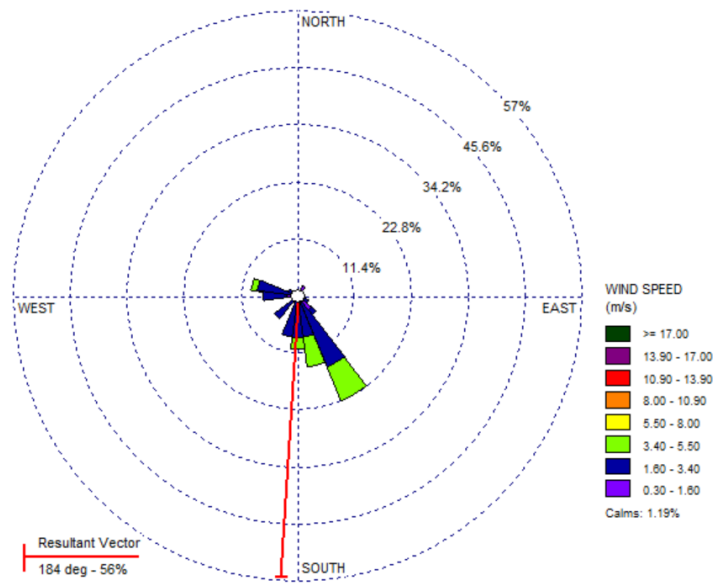 NORTH
57%
45.6%
34.2%
22.8%
11.4%
WEST
EAST
SOUTH
WIND SPEED
(m/s)
>= 17.00
13.90 - 17.00
10.90 - 13.90
8.00 - 10.90
5.50 - 8.00
3.40 - 5.50
1.60 - 3.40
0.30 - 1.60
Calms: 1.19%
Resultant Vector
184 deg - 56%